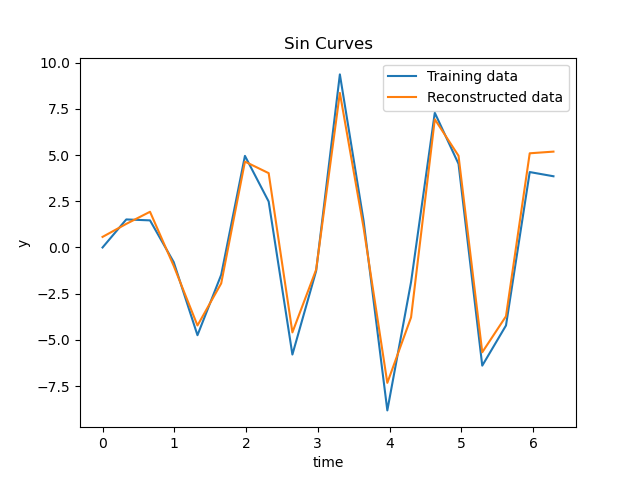 Sin Curves
Training data
Reconstructed data
10.0
7.5
5.0
2.5
0.0
−2.5
−5.0
−7.5
y
0 1 2 3 4 5 6
time